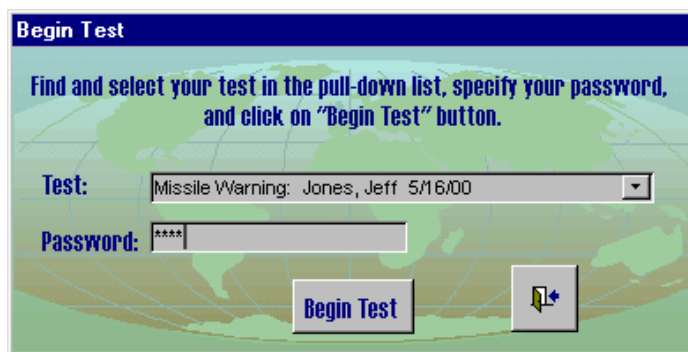 Begin Test
Find and select your test in the pull-down list, specify your password,
and click on "Begin Test" button.
Test: Missile Warning: Jones, Jeff 5/16/00
Password: ****
Begin Test